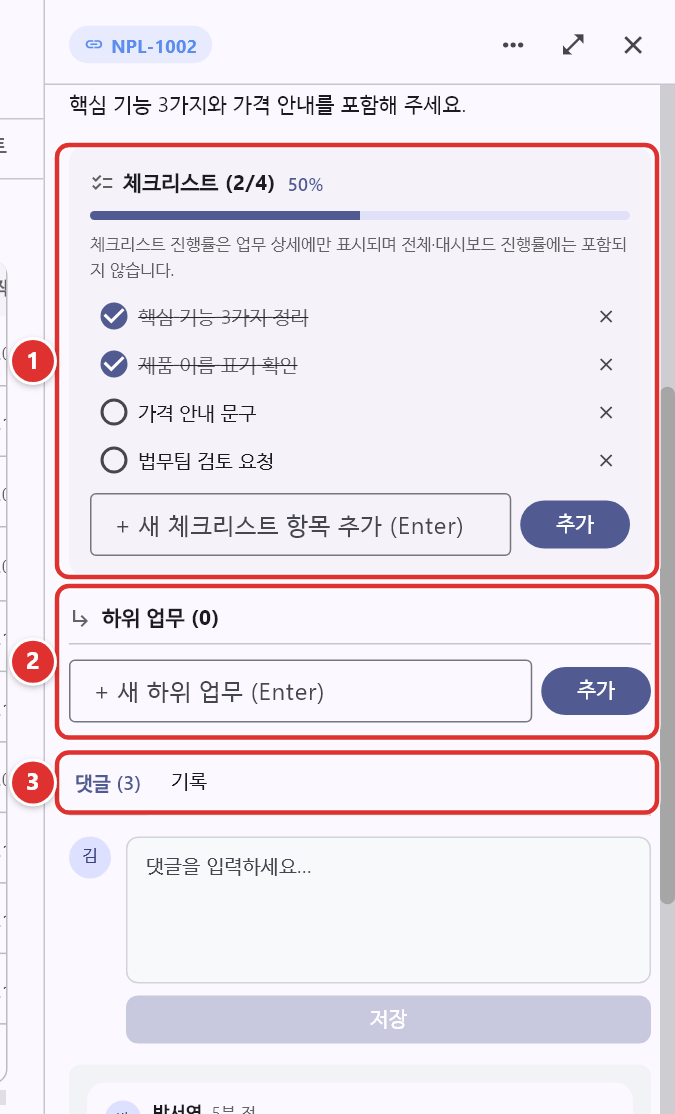 NPL-1002
핵심 기능 3가지와 가격 안내를 포함해 주세요.
체크리스트 (2/4) 50%
체크리스트 진행률은 업무 상세에만 표시되며 전체·대시보드 진행률에는 포함되
지 않습니다.
핵심 기능 3가지 정리
제품 이름 표기 확인
1
가격 안내 문구
법무팀 검토 요청
+ 새 체크리스트 항목 추가 (Enter)
추가
하위 업무 (0)
2
+ 새 하위 업무 (Enter)
추가
3
댓글 (3)
기록
김
댓글을 입력하세요...
저장
박서영 5분 전